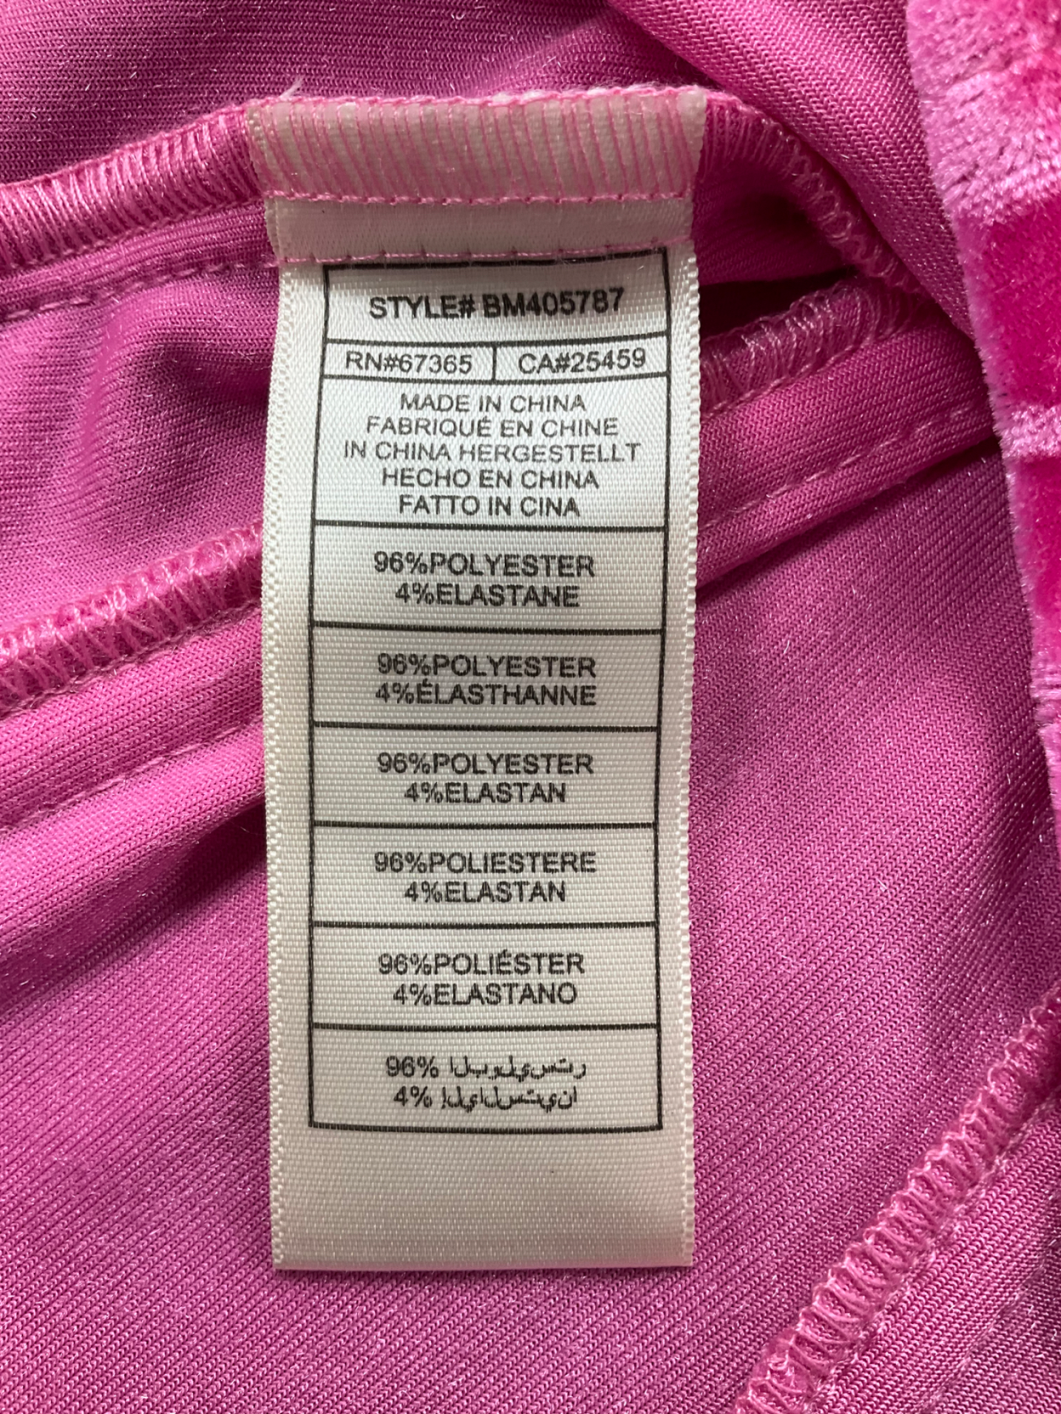 STYLE# BM405787
RN#67365 CA#25459
MADE IN CHINA
FABRIQUÉ EN CHINE
IN CHINA HERGESTELLT
HECHO EN CHINA
FATTO IN CINA
96%POLYESTER
4%ELASTANE
96%POLYESTER
4%ÉLASTHANNE
96%POLYESTER
4%ELASTAN
96%POLIESTERE
4%ELASTAN
96%POLIÉSTER
4%ELASTANO
96% البوليستر
4%